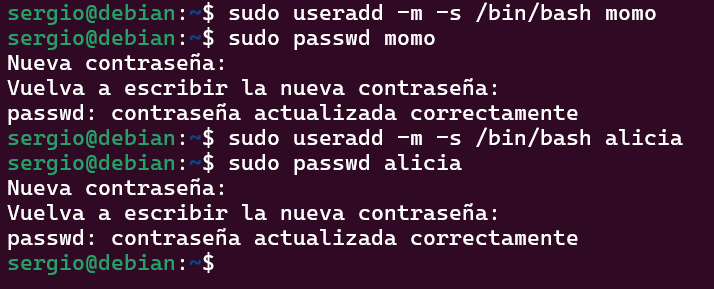 sergio@debian:~$ sudo useradd -m -s /bin/bash momo
sergio@debian:~$ sudo passwd momo
Nueva contraseña:
Vuelva a escribir la nueva contraseña:
passwd: contraseña actualizada correctamente
sergio@debian:~$ sudo useradd -m -s /bin/bash alicia
sergio@debian:~$ sudo passwd alicia
Nueva contraseña:
Vuelva a escribir la nueva contraseña:
passwd: contraseña actualizada correctamente
sergio@debian:~$